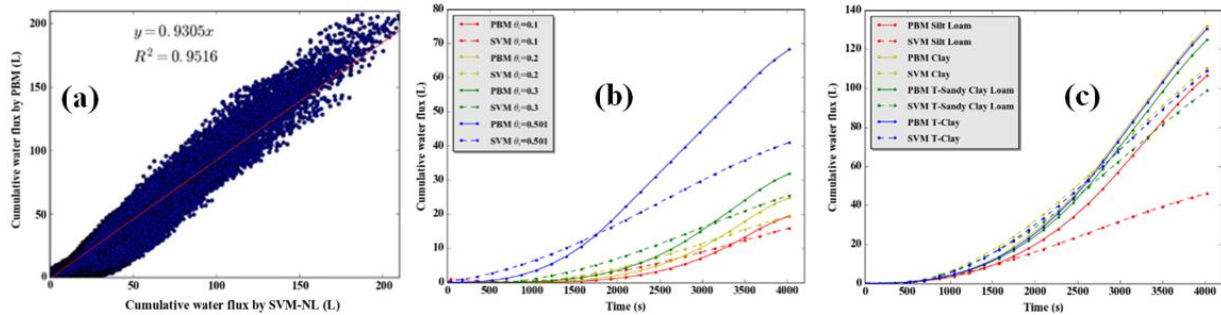 200
150
100
50
0
Cumulative water flux by PBM (L)
y = 0.9305x
R² = 0.9516
(a)
0 50 100 150 200
Cumulative water flux by SVM-NL (L)
80
70
60
50
40
30
20
10
0
Cumulative water flux (L)
PBM θᵢ=0.1
SVM θᵢ=0.1
PBM θᵢ=0.2
SVM θᵢ=0.2
PBM θᵢ=0.3
SVM θᵢ=0.3
PBM θᵢ=0.501
SVM θᵢ=0.501
(b)
0 500 1000 1500 2000 2500 3000 3500 4000
Time (s)
140
120
100
80
60
40
20
0
Cumulative water flux (L)
PBM Silt Loam
SVM Silt Loam
PBM Clay
SVM Clay
PBM T-Sandy Clay Loam
SVM T-Sandy Clay Loam
PBM T-Clay
SVM T-Clay
(c)
0 500 1000 1500 2000 2500 3000 3500 4000
Time (s)